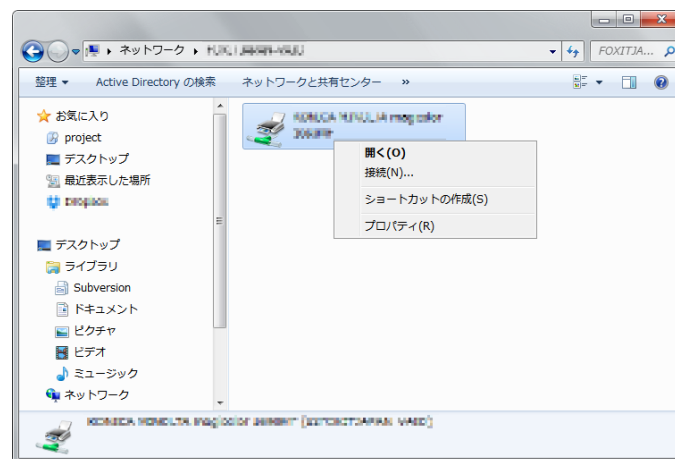 ネットワーク
FOXITJA...
整理 Active Directory の検索 ネットワークと共有センター »
お気に入り
project
デスクトップ
最近表示した場所
デスクトップ
ライブラリ
Subversion
ドキュメント
ピクチャ
ビデオ
ミュージック
ネットワーク
開く(O)
接続(N)...
ショートカットの作成(S)
プロパティ(R)